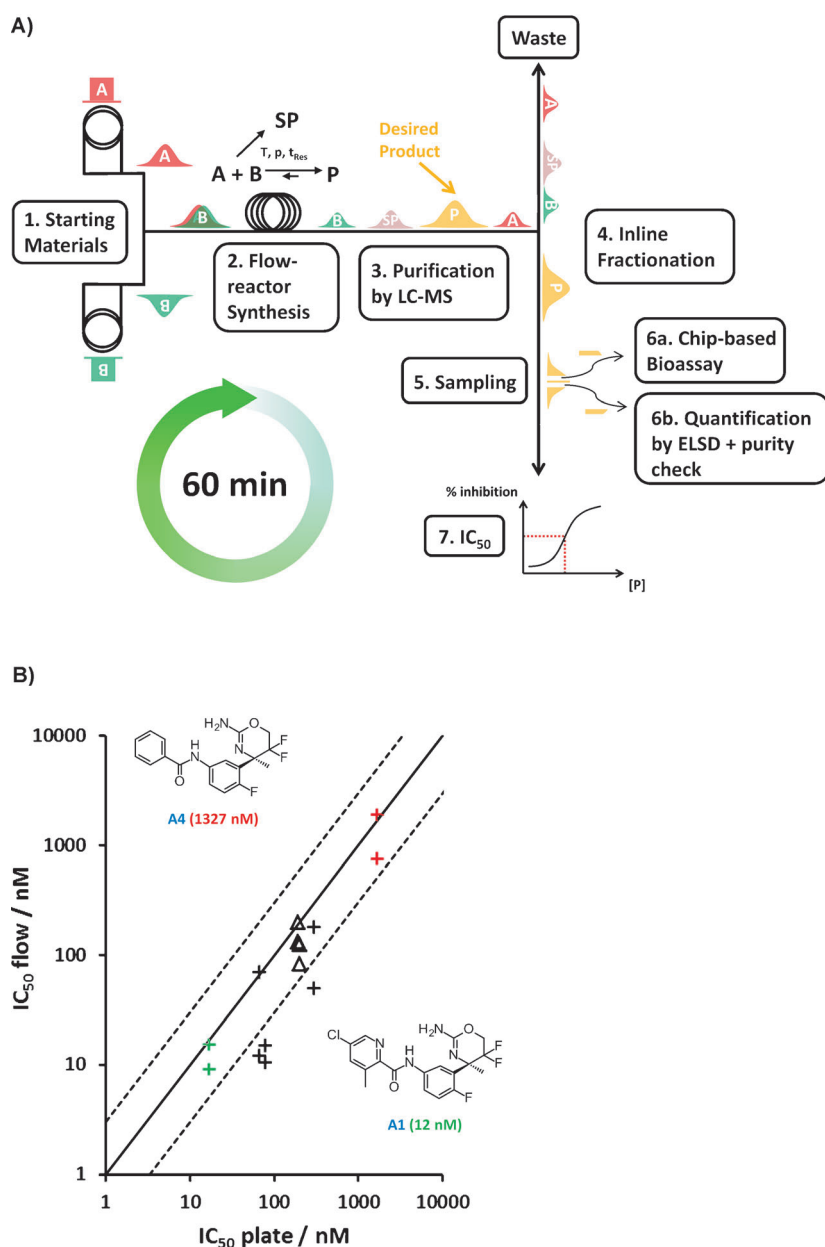 A)
Waste
A
A
SP
T, p, tRes
A + B
P
Desired
Product
A
SP
B
1. Starting
Materials
A
B
B
SP
P
A
2. Flow-
reactor
Synthesis
3. Purification
by LC-MS
4. Inline
Fractionation
P
B
B
5. Sampling
6a. Chip-based
Bioassay
6b. Quantification
by ELSD + purity
check
60 min
% inhibition
7. IC50
[P]
B)
10000
1000
100
10
1
IC50 flow / nM
H2N
O
N
F
F
H
N
O
F
A4 (1327 nM)
Cl
N
H
N
O
H2N
O
N
F
F
F
A1 (12 nM)
1
10
100
1000
10000
IC50 plate / nM